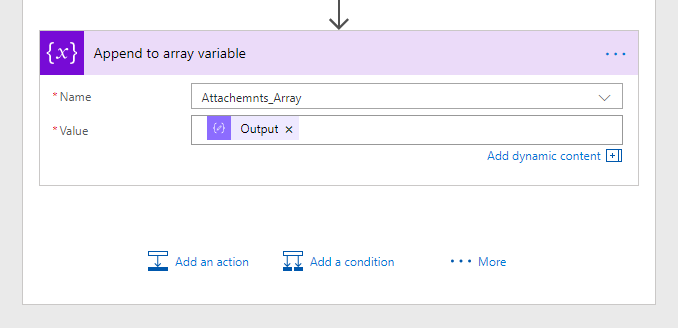 {x} Append to array variable ...
* Name Attachemnts_Array
* Value Output ×
Add dynamic content
Add an action Add a condition ... More